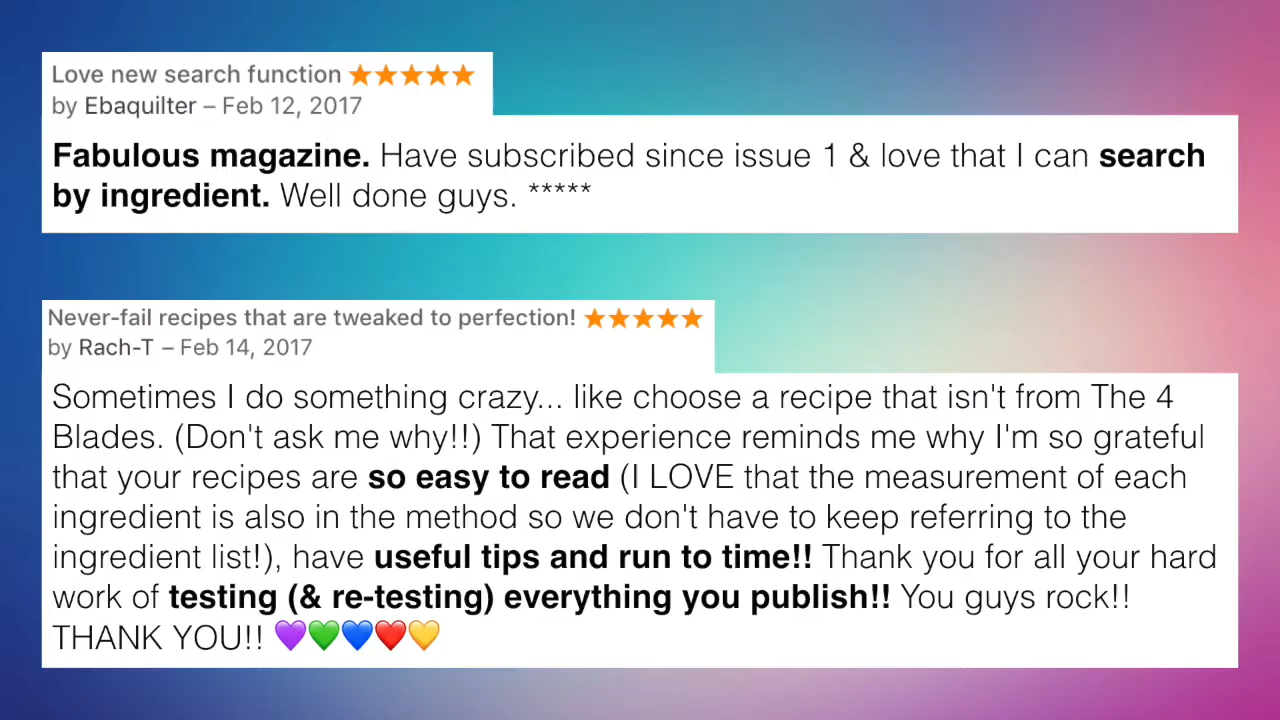 Love new search function ★★★★★
by Ebaquilter – Feb 12, 2017
Fabulous magazine. Have subscribed since issue 1 & love that I can search
by ingredient. Well done guys. *****
Never-fail recipes that are tweaked to perfection! ★★★★★
by Rach-T – Feb 14, 2017
Sometimes I do something crazy... like choose a recipe that isn't from The 4
Blades. (Don't ask me why!!) That experience reminds me why I'm so grateful
that your recipes are so easy to read (I LOVE that the measurement of each
ingredient is also in the method so we don't have to keep referring to the
ingredient list!), have useful tips and run to time!! Thank you for all your hard
work of testing (& re-testing) everything you publish!! You guys rock!!
THANK YOU!! 💜💚💙❤️💛